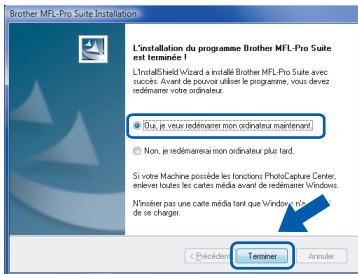 Brother MFL-Pro Suite Installation
L'installation du programme Brother MFL-Pro Suite
est terminée !
L'InstallShield Wizard a installé Brother MFL-Pro Suite avec
succès. Avant de pouvoir utiliser le programme, vous devez
redémarrer votre ordinateur.
Oui, je veux redémarrer mon ordinateur maintenant.
Non, je redémarrerai mon ordinateur plus tard.
Si votre Machine possède les fonctions PhotoCapture Center,
enlever toutes les cartes média avant de redémarrer Windows.
N'insérer pas une carte média tant que Windows
de se charger.
< Précédent
Terminer
Annuler